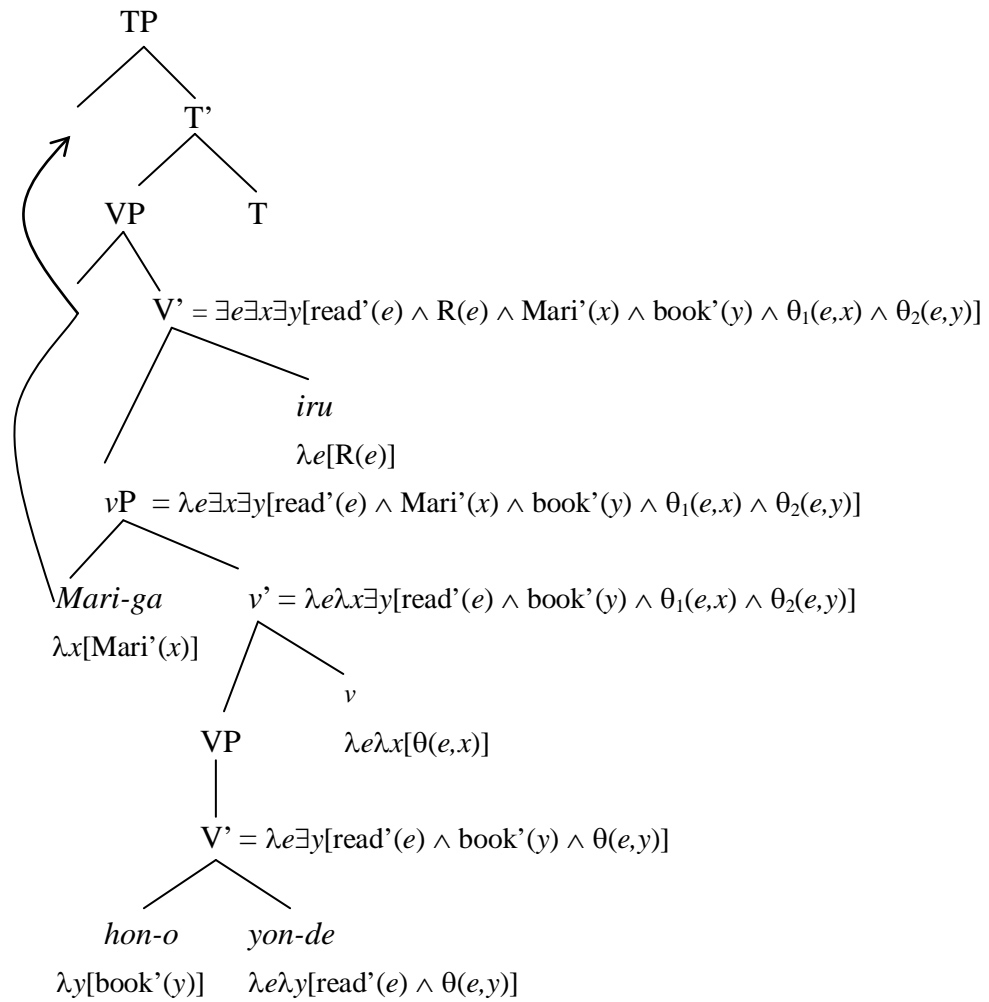 TP
T’
VP T
V’ = ∃e∃x∃y[read’(e) ∧ R(e) ∧ Mari’(x) ∧ book’(y) ∧ θ₁(e,x) ∧ θ₂(e,y)]
iru
λe[R(e)]
vP = λe∃x∃y[read’(e) ∧ Mari’(x) ∧ book’(y) ∧ θ₁(e,x) ∧ θ₂(e,y)]
Mari-ga v’ = λeλx∃y[read’(e) ∧ book’(y) ∧ θ₁(e,x) ∧ θ₂(e,y)]
λx[Mari’(x)]
v
VP λeλx[θ(e,x)]
V’ = λe∃y[read’(e) ∧ book’(y) ∧ θ(e,y)]
hon-o yon-de
λy[book’(y)] λeλy[read’(e) ∧ θ(e,y)]